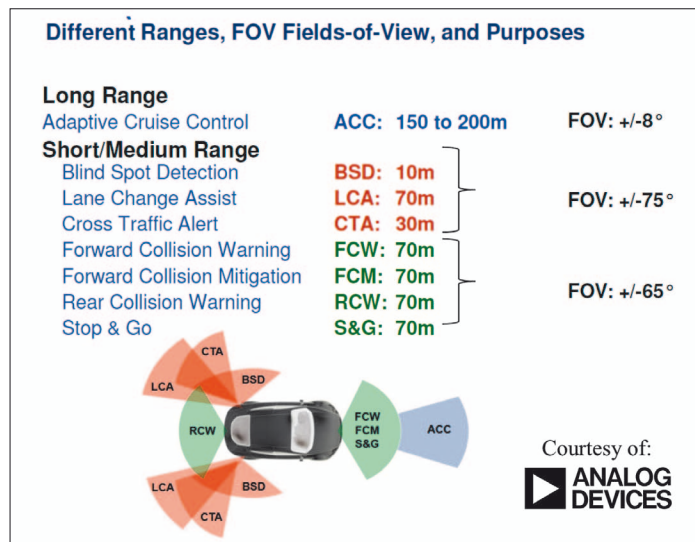 Different Ranges, FOV Fields-of-View, and Purposes
Long Range
Adaptive Cruise Control ACC: 150 to 200m FOV: +/-8°
Short/Medium Range
Blind Spot Detection BSD: 10m
Lane Change Assist LCA: 70m FOV: +/-75°
Cross Traffic Alert CTA: 30m
Forward Collision Warning FCW: 70m
Forward Collision Mitigation FCM: 70m FOV: +/-65°
Rear Collision Warning RCW: 70m
Stop & Go S&G: 70m
CTA
LCA
BSD
RCW
FCW
FCM
S&G
ACC
LCA
BSD
CTA
Courtesy of:
ANALOG
DEVICES